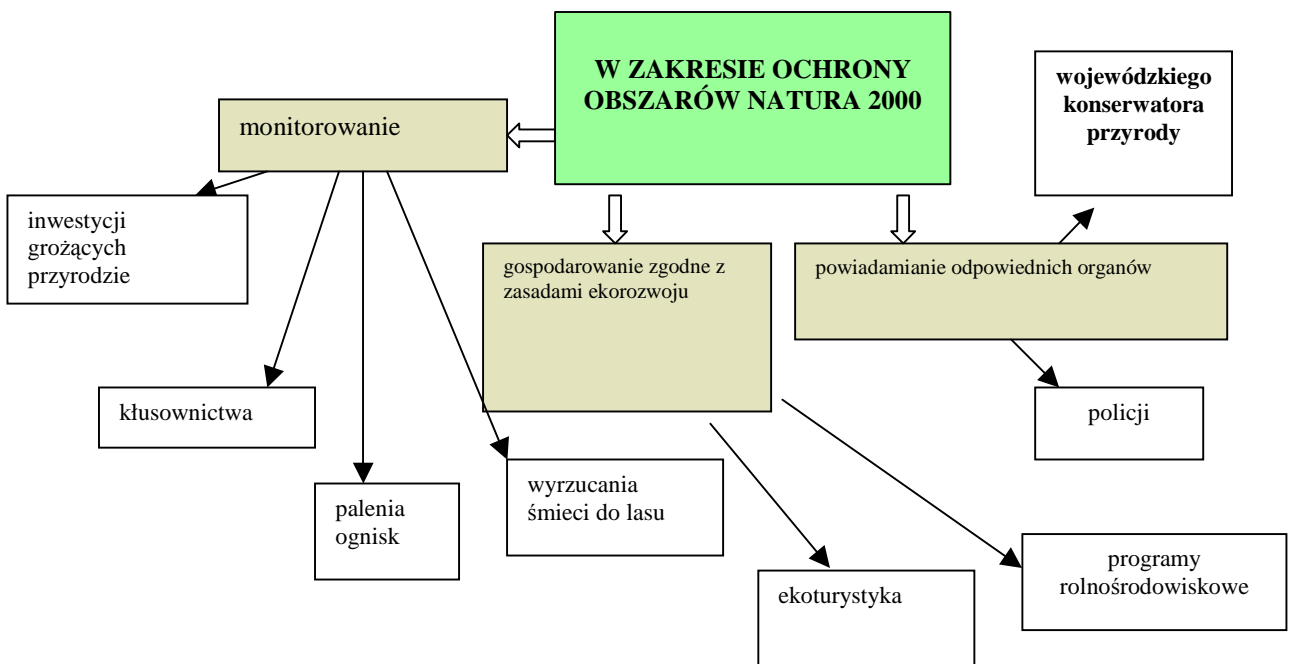 W ZAKRESIE OCHRONY
OBSZARÓW NATURA 2000
wojewódzkiego
konserwatora
przyrody
monitorowanie
inwestycji
grożących
przyrodzie
gospodarowanie zgodne z
zasadami ekorozwoju
powiadamianie odpowiednich organów
kłusownictwa
policji
palenia
ognisk
wyrzucania
śmieci do lasu
ekoturystyka
programy
rolnośrodowiskowe